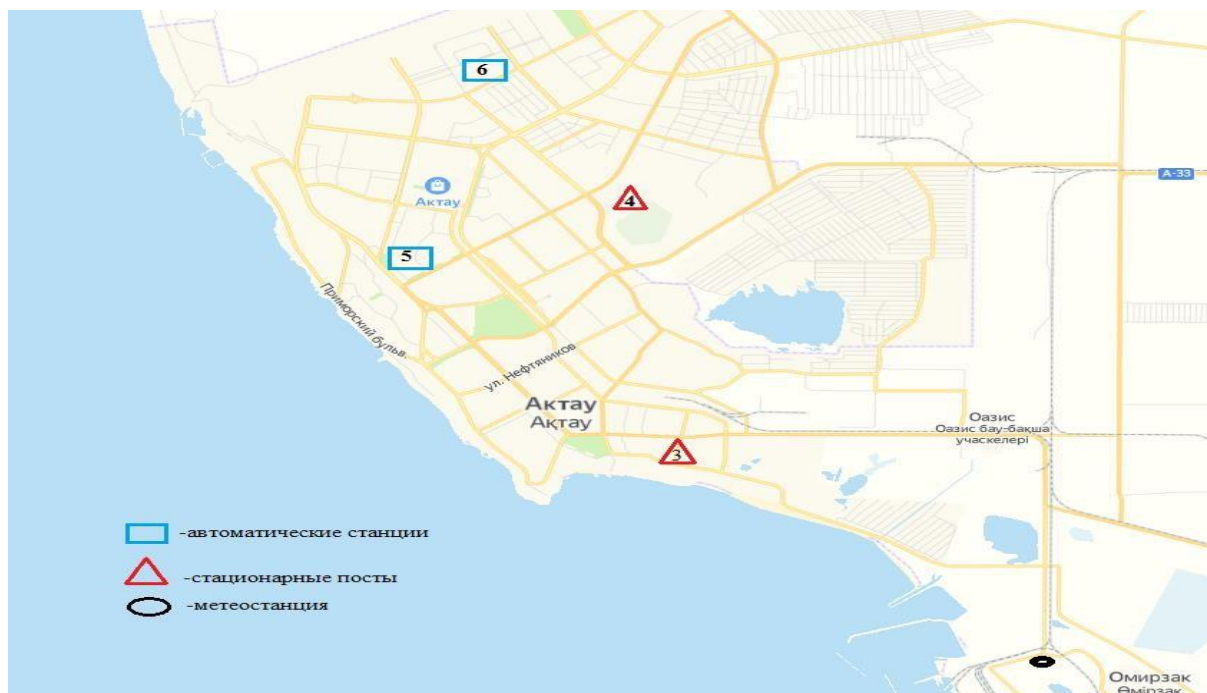 6
4
А-33
Актау
5
Приморский бульв.
ул. Нефтяников
Актау
Ақтау
Оазис
Оазис бау-бақша
учаскелері
3
-автоматические станции
-стационарные посты
-метеостанция
Омирзак
Өмірзақ